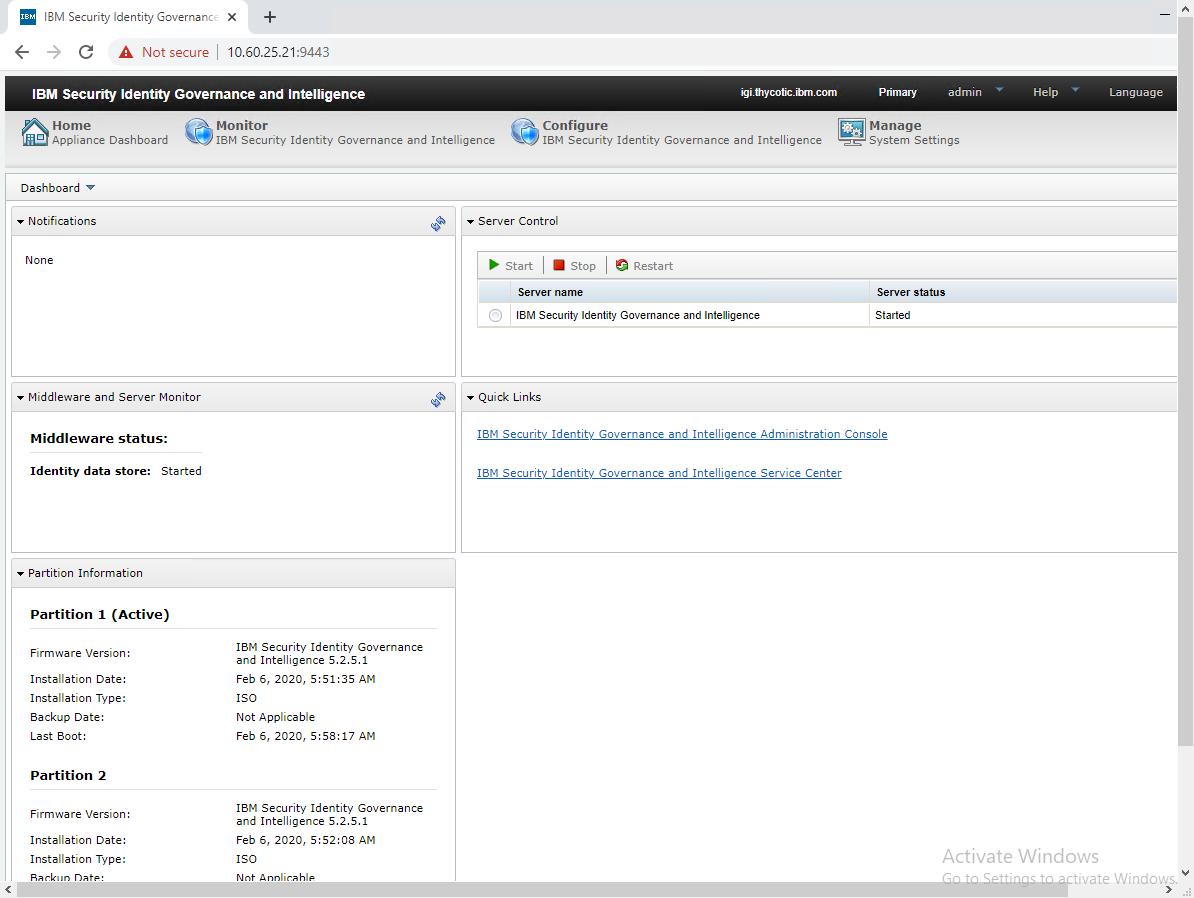 IBM IBM Security Identity Governance
Not secure 10.60.25.21:9443
IBM Security Identity Governance and Intelligence igi.thycotic.ibm.com Primary admin Help Language
Home Monitor Configure Manage
Appliance Dashboard IBM Security Identity Governance and Intelligence IBM Security Identity Governance and Intelligence System Settings
Dashboard
Notifications
None
Server Control
Start Stop Restart
Server name Server status
IBM Security Identity Governance and Intelligence Started
Middleware and Server Monitor
Middleware status:
Identity data store: Started
Quick Links
IBM Security Identity Governance and Intelligence Administration Console
IBM Security Identity Governance and Intelligence Service Center
Partition Information
Partition 1 (Active)
Firmware Version: IBM Security Identity Governance
and Intelligence 5.2.5.1
Installation Date: Feb 6, 2020, 5:51:35 AM
Installation Type: ISO
Backup Date: Not Applicable
Last Boot: Feb 6, 2020, 5:58:17 AM
Partition 2
Firmware Version: IBM Security Identity Governance
and Intelligence 5.2.5.1
Installation Date: Feb 6, 2020, 5:52:08 AM
Installation Type: ISO
Backup Date: Not Applicable
Activate Windows
Go to Settings to activate Windows.